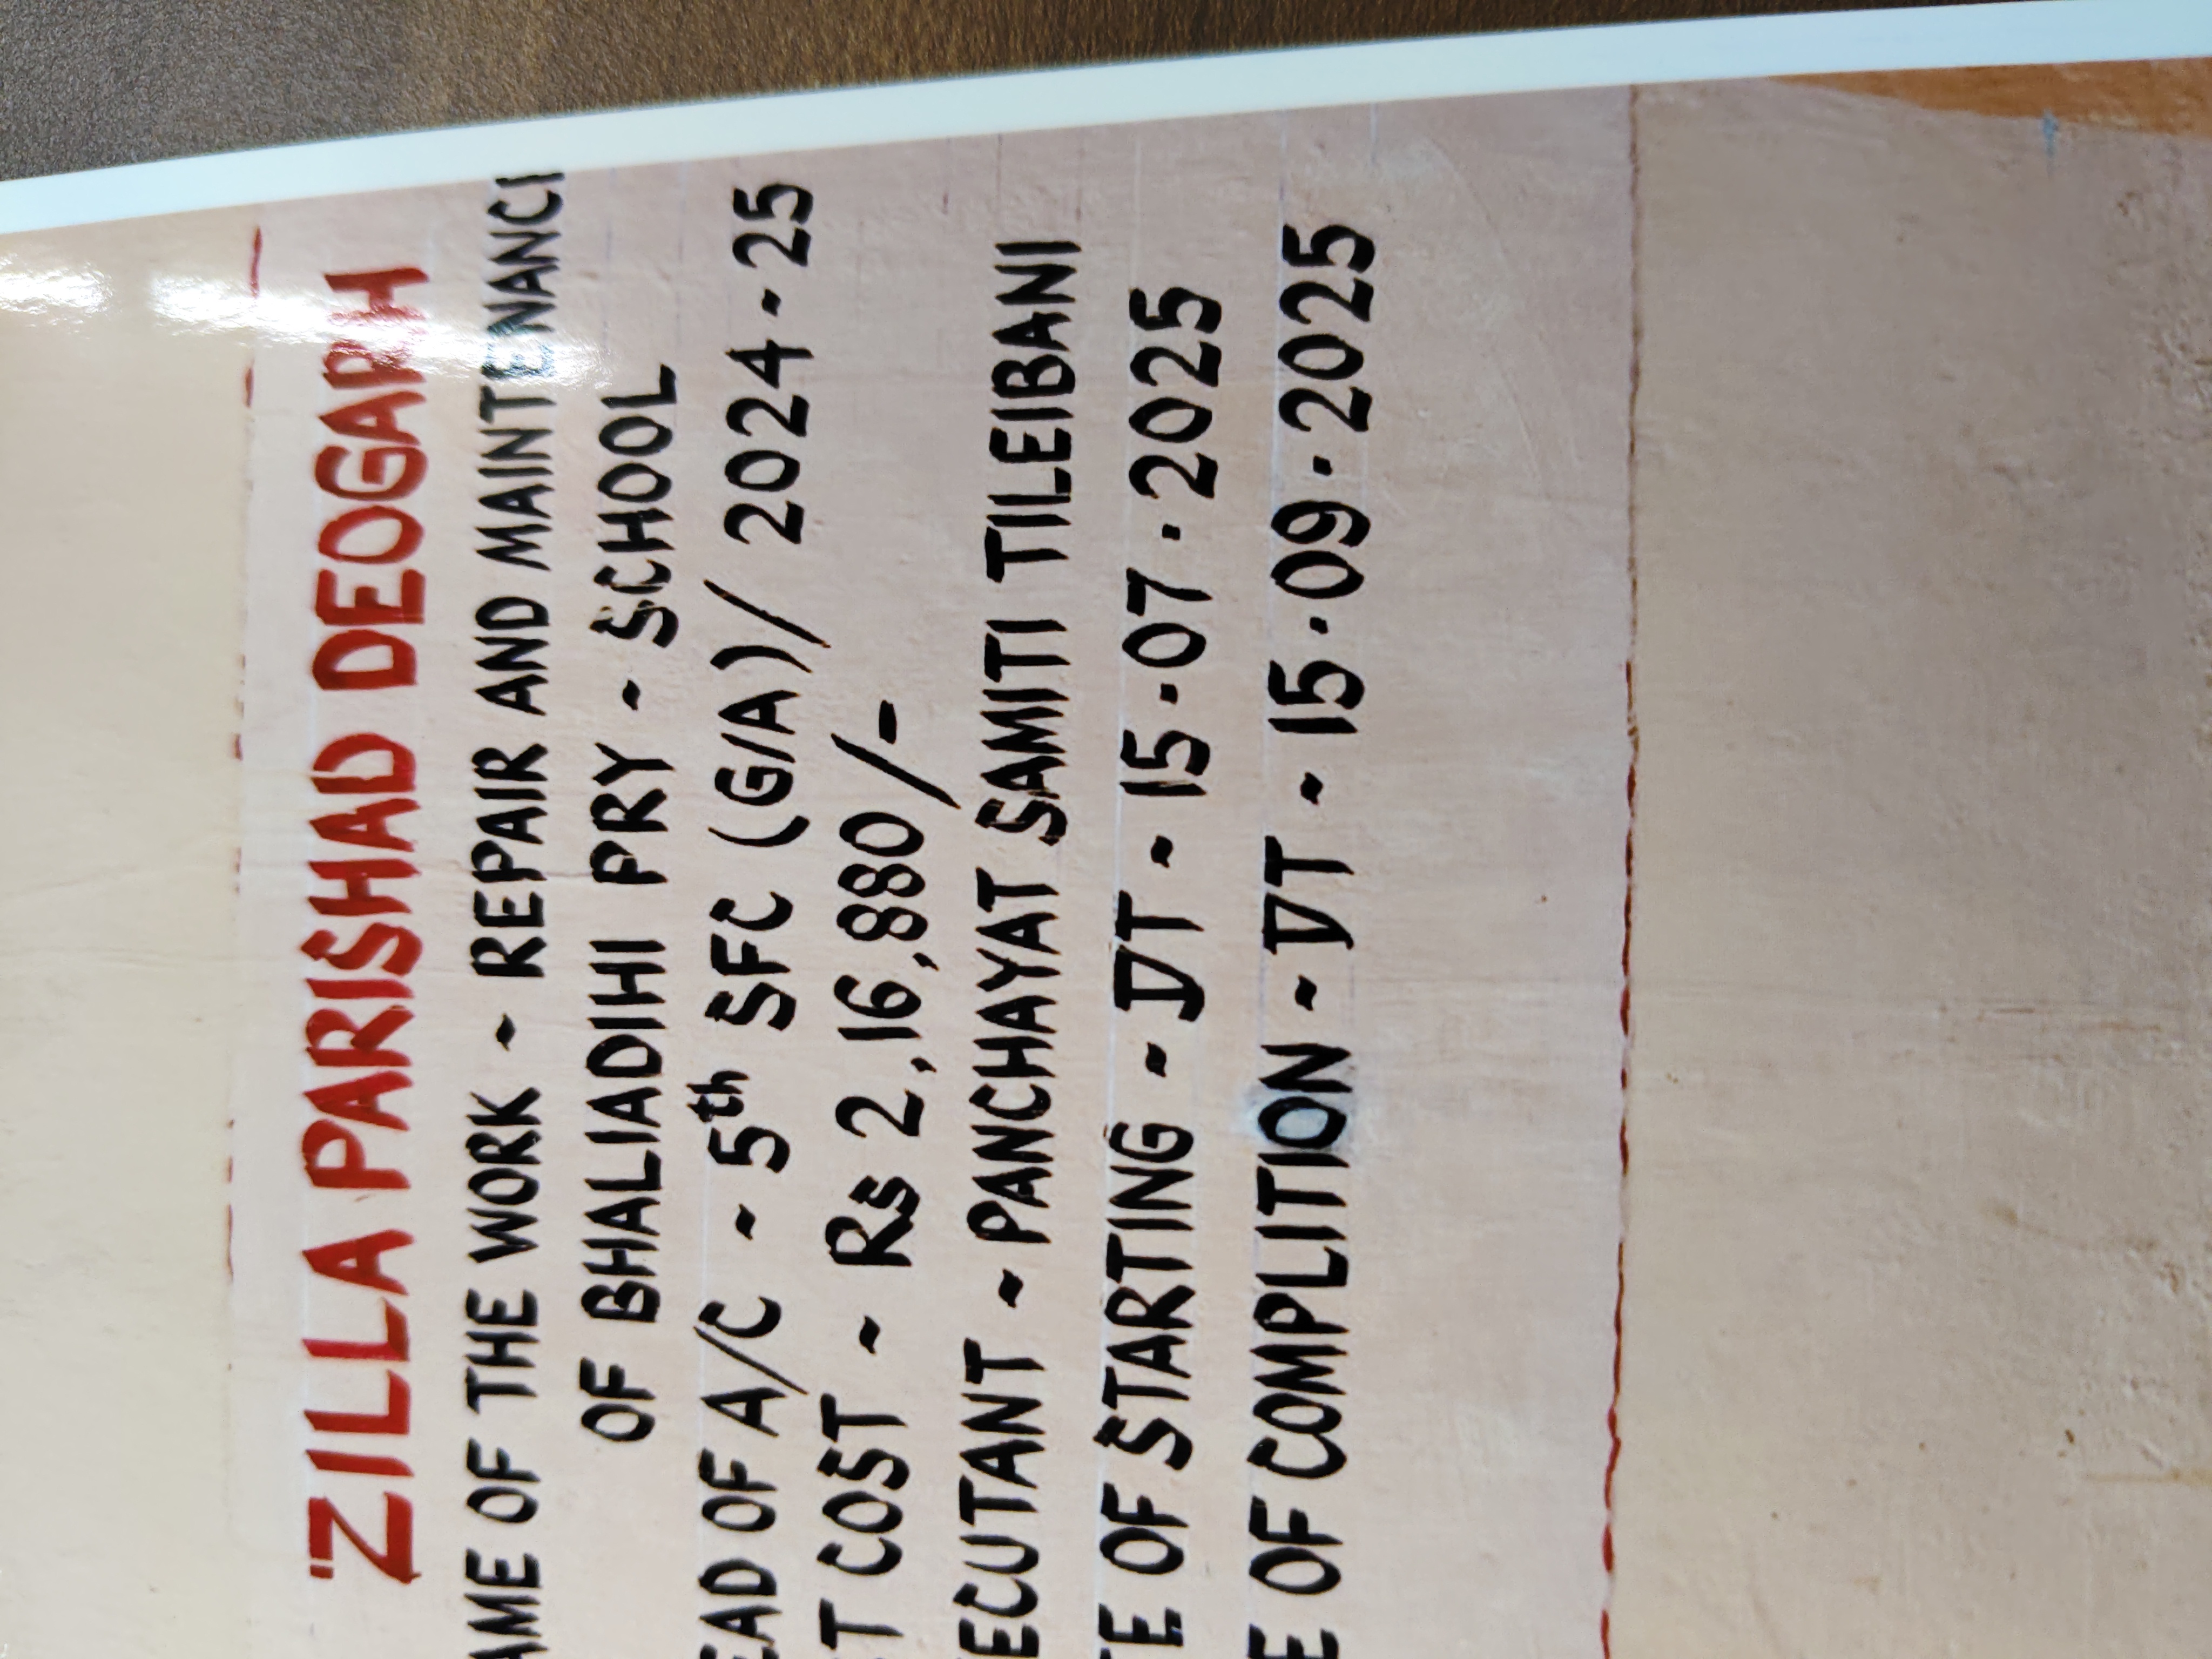 ZILLA PARISHAD DEOGARH
AME OF THE WORK - REPAIR AND MAINTENANC
OF BHALIADIHI PRY - SCHOOL
EAD OF A/C - 5th SFC (G/A)/ 2024 - 25
T COST - Rs 2,16,880/-
ECUTANT - PANCHAYAT SAMITI TILEIBANI
TE OF STARTING - DT - 15.07.2025
E OF COMPLITION - DT - 15.09.2025